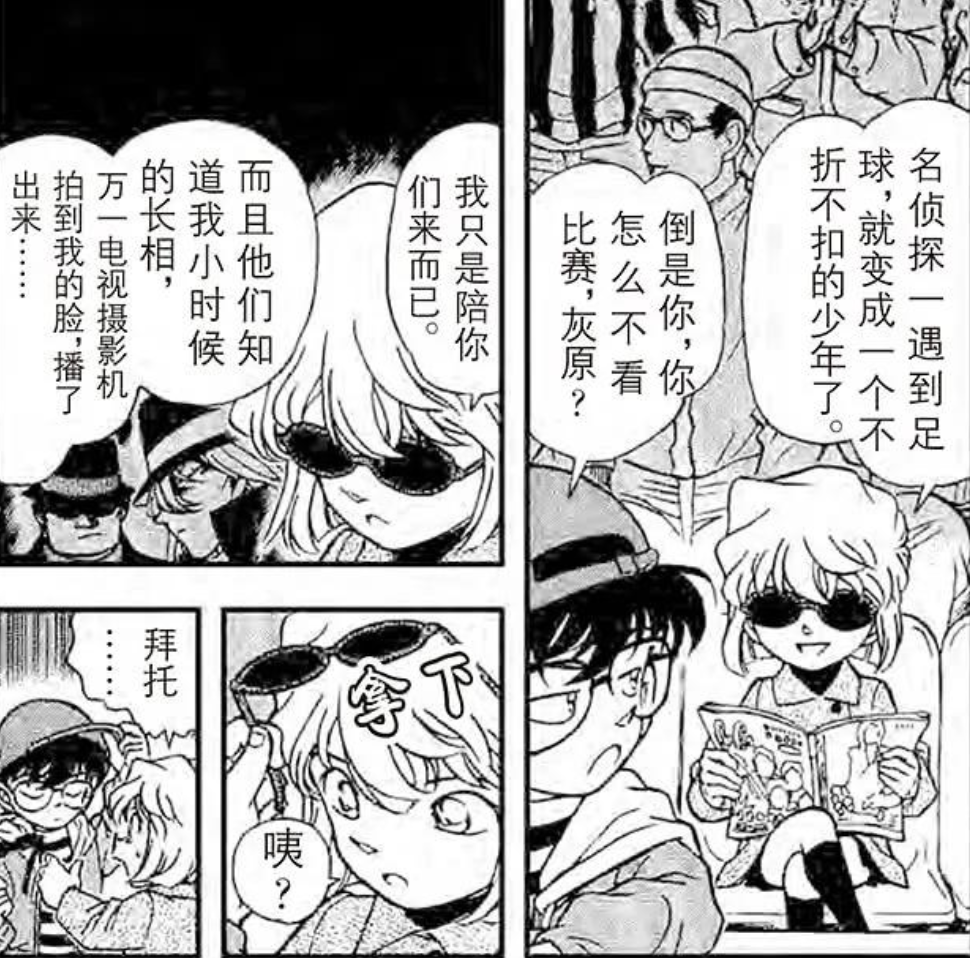 名侦探一遇到足
球,就变成一个不
折不扣的少年了。
倒是你,你
怎么不看
比赛,灰原?
我只是陪你
们来而已。
而且他们知
道我小时候
的长相,
万一电视摄影机
拍到我的脸,播了
出来……
拿下
咦?
拜托
……